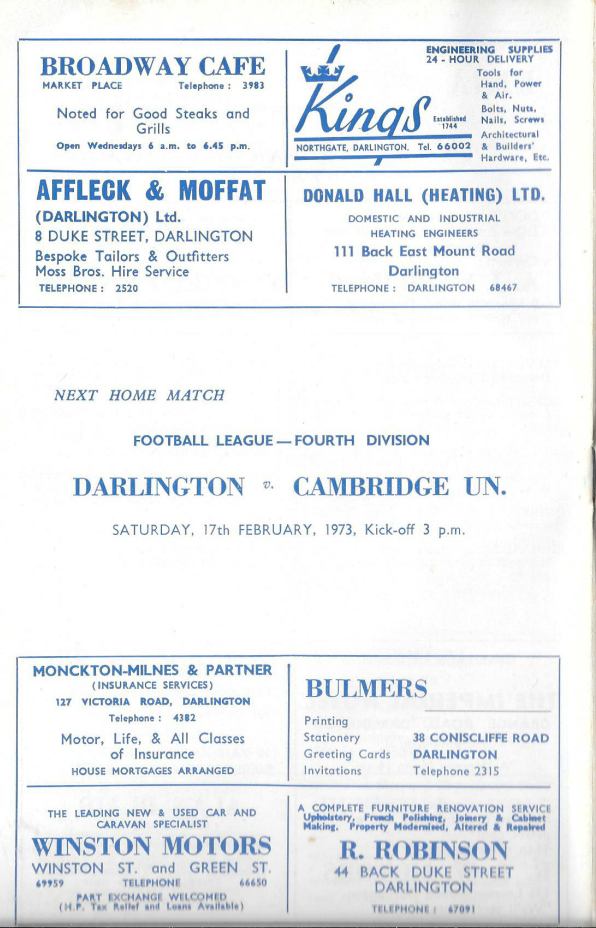 BROADWAY CAFE
MARKET PLACE Telephone : 3983
Noted for Good Steaks and
Grills
Open Wednesdays 6 a.m. to 6.45 p.m.
ENGINEERING SUPPLIES
24 - HOUR DELIVERY
Kings
Established
1744
NORTHGATE, DARLINGTON. Tel. 66002
Tools for
Hand, Power
& Air.
Bolts, Nuts,
Nails, Screws
Architectural
& Builders'
Hardware, Etc.
AFFLECK & MOFFAT
(DARLINGTON) Ltd.
8 DUKE STREET, DARLINGTON
Bespoke Tailors & Outfitters
Moss Bros. Hire Service
TELEPHONE : 2520
DONALD HALL (HEATING) LTD.
DOMESTIC AND INDUSTRIAL
HEATING ENGINEERS
111 Back East Mount Road
Darlington
TELEPHONE : DARLINGTON 68467
NEXT HOME MATCH
FOOTBALL LEAGUE — FOURTH DIVISION
DARLINGTON v. CAMBRIDGE UN.
SATURDAY, 17th FEBRUARY, 1973, Kick-off 3 p.m.
MONCKTON-MILNES & PARTNER
(INSURANCE SERVICES)
127 VICTORIA ROAD, DARLINGTON
Telephone : 4382
Motor, Life, & All Classes
of Insurance
HOUSE MORTGAGES ARRANGED
BULMERS
Printing
Stationery 38 CONISCLIFFE ROAD
Greeting Cards DARLINGTON
Invitations Telephone 2315
THE LEADING NEW & USED CAR AND
CARAVAN SPECIALIST
WINSTON MOTORS
WINSTON ST. and GREEN ST.
69959 TELEPHONE 66650
PART EXCHANGE WELCOMED
(H.P. Tax Relief and Loans Available)
A COMPLETE FURNITURE RENOVATION SERVICE
Upholstery, French Polishing, Joinery & Cabinet
Making. Property Modernised, Altered & Repaired
R. ROBINSON
44 BACK DUKE STREET
DARLINGTON
TELEPHONE : 67091